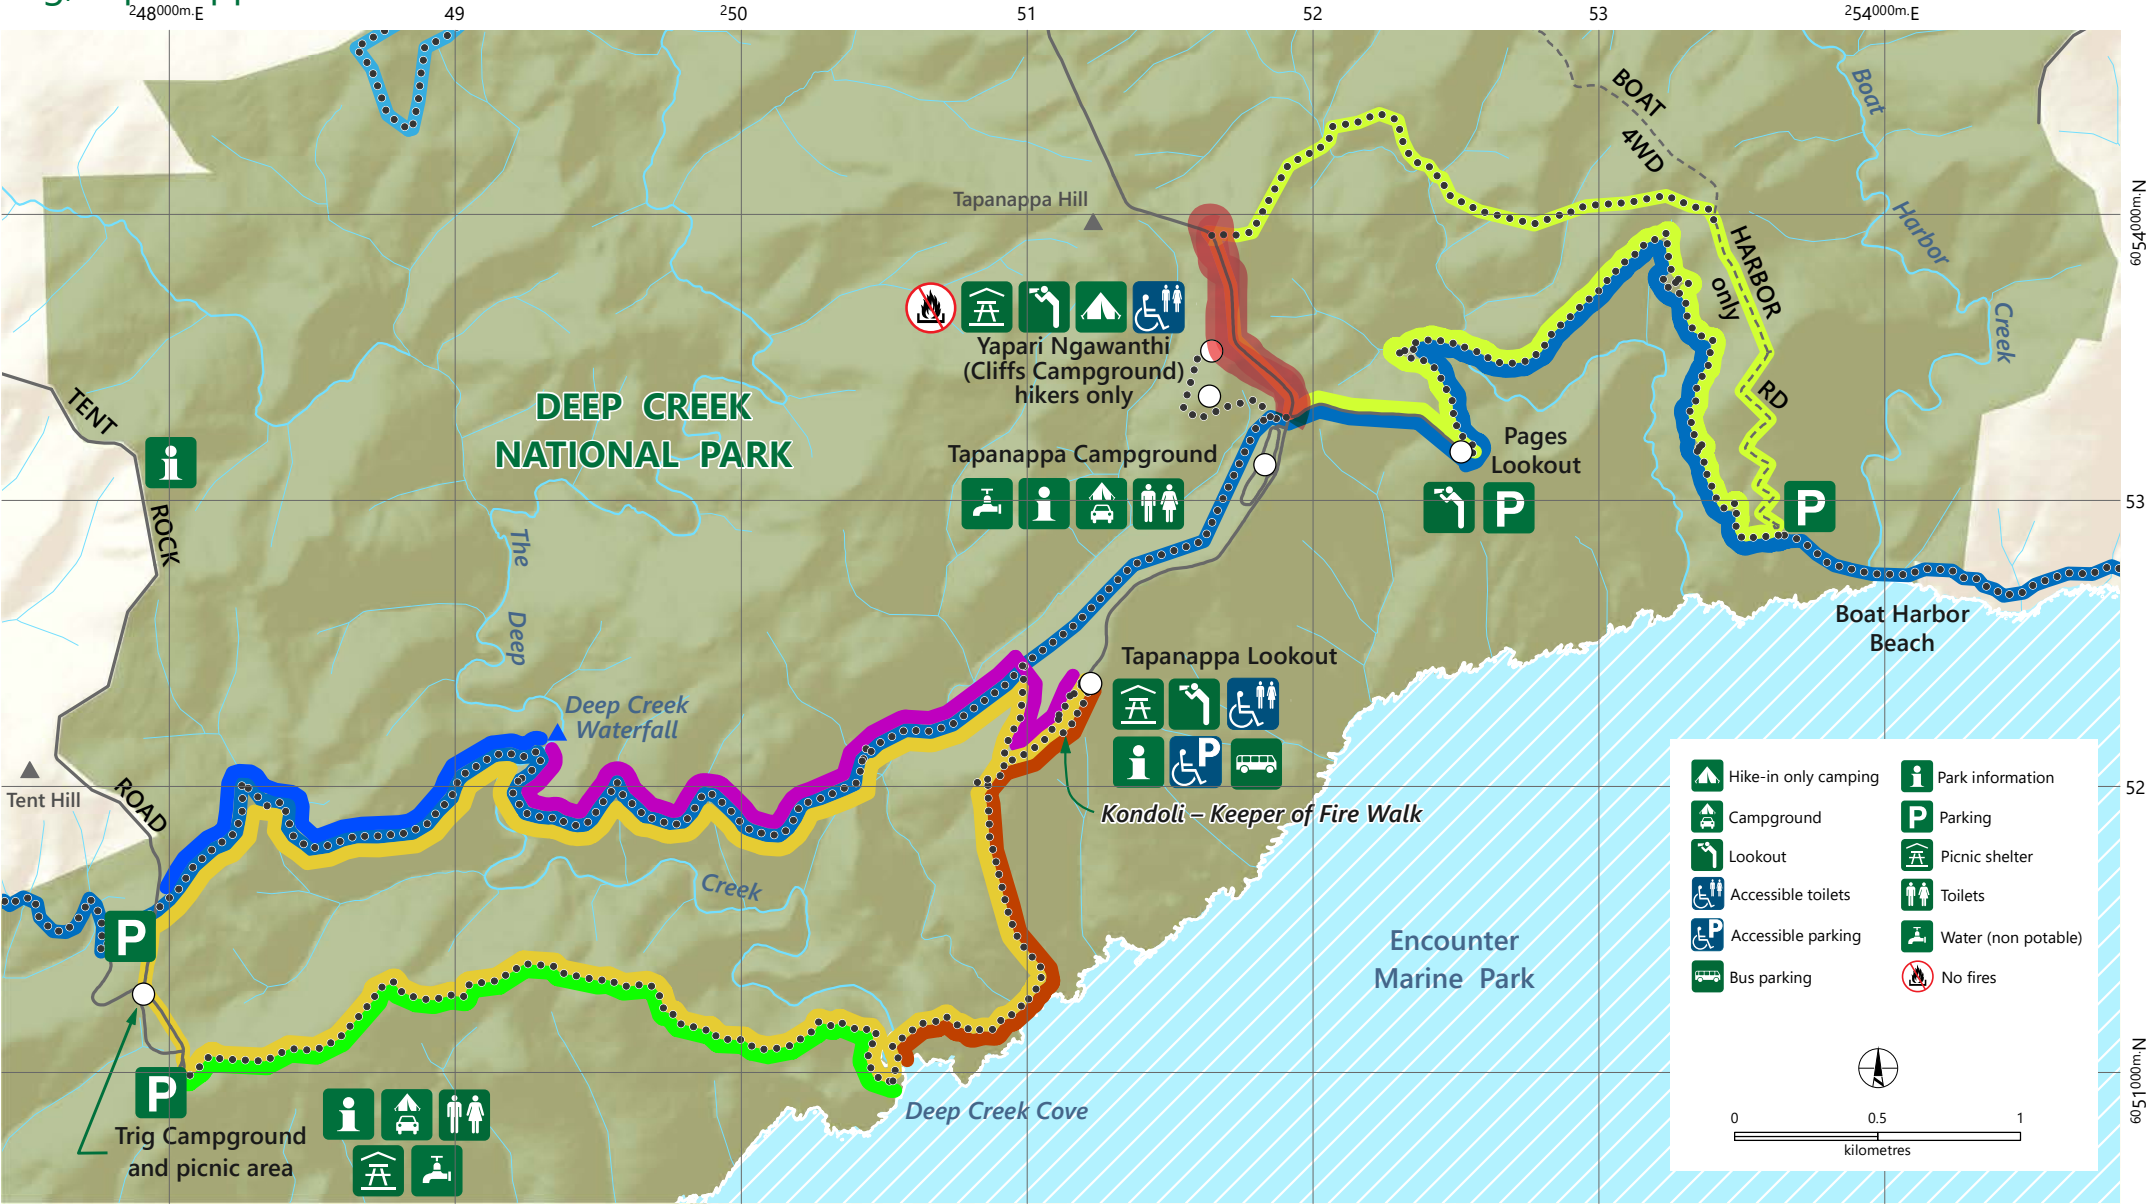 ²48⁰⁰⁰ᵐ·E
49
²50
51
52
53
²54⁰⁰⁰ᵐ·E
BOAT
4WD
Boat
Harbor
Creek
Tapanappa Hill
60 54⁰⁰⁰ᵐ·N
HARBOR
only
RD
Yapari Ngawanthi
(Cliffs Campground)
hikers only
TENT
DEEP CREEK
NATIONAL PARK
Tapanappa Campground
Pages
Lookout
P
P
53
ROCK
The
Deep
Boat Harbor
Beach
Tapanappa Lookout
Deep Creek
Waterfall
P
Tent Hill
ROAD
52
Kondoli – Keeper of Fire Walk
Creek
P
Encounter
Marine Park
P
Deep Creek Cove
Trig Campground
and picnic area
Hike-in only camping
Campground
Lookout
Accessible toilets
P
Accessible parking
Bus parking
Park information
P
Parking
Picnic shelter
Toilets
Water (non potable)
No fires
N
0 0.5 1
kilometres
60 51⁰⁰⁰ᵐ·N